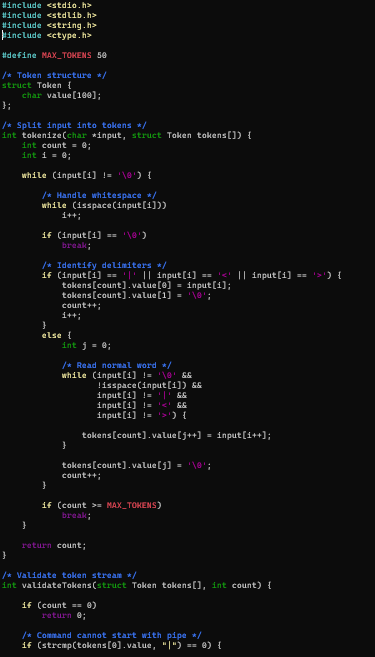 #include <stdio.h>
#include <stdlib.h>
#include <string.h>
#include <ctype.h>

#define MAX_TOKENS 50

/* Token structure */
struct Token {
    char value[100];
};

/* Split input into tokens */
int tokenize(char *input, struct Token tokens[]) {
    int count = 0;
    int i = 0;

    while (input[i] != '\0') {

        /* Handle whitespace */
        while (isspace(input[i]))
            i++;

        if (input[i] == '\0')
            break;

        /* Identify delimiters */
        if (input[i] == '|' || input[i] == '<' || input[i] == '>') {
            tokens[count].value[0] = input[i];
            tokens[count].value[1] = '\0';
            count++;
            i++;
        }
        else {
            int j = 0;

            /* Read normal word */
            while (input[i] != '\0' &&
                   !isspace(input[i]) &&
                   input[i] != '|' &&
                   input[i] != '<' &&
                   input[i] != '>') {

                tokens[count].value[j++] = input[i++];
            }

            tokens[count].value[j] = '\0';
            count++;
        }

        if (count >= MAX_TOKENS)
            break;
    }

    return count;
}

/* Validate token stream */
int validateTokens(struct Token tokens[], int count) {

    if (count == 0)
        return 0;

    /* Command cannot start with pipe */
    if (strcmp(tokens[0].value, "|") == 0) {